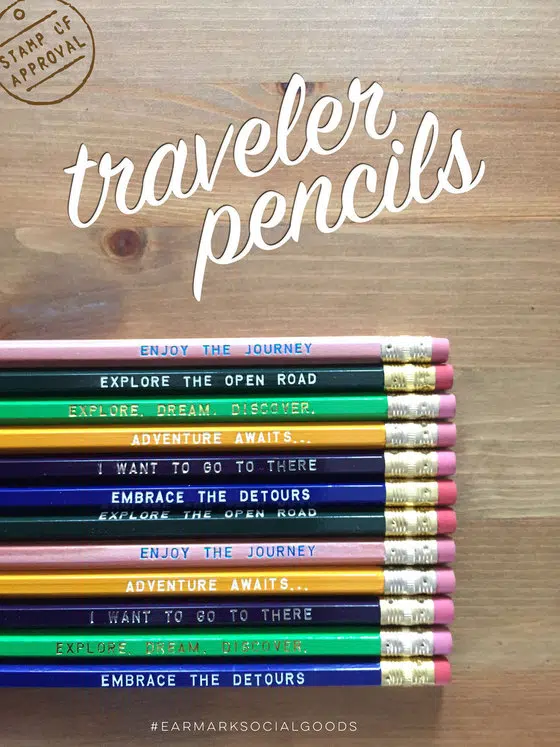 STAMP OF
APPROVAL
traveler
pencils
ENJOY THE JOURNEY
EXPLORE THE OPEN ROAD
EXPLORE. DREAM. DISCOVER.
ADVENTURE AWAITS...
I WANT TO GO TO THERE
EMBRACE THE DETOURS
EXPLORE THE OPEN ROAD
ENJOY THE JOURNEY
ADVENTURE AWAITS...
I WANT TO GO TO THERE
EXPLORE. DREAM. DISCOVER.
EMBRACE THE DETOURS
#EARMARKSOCIALGOODS